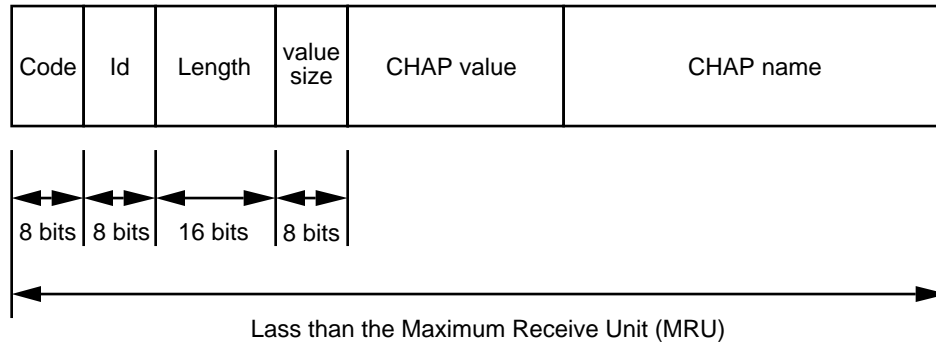 Code Id Length value size CHAP value CHAP name
8 bits 8 bits 16 bits 8 bits
Lass than the Maximum Receive Unit (MRU)